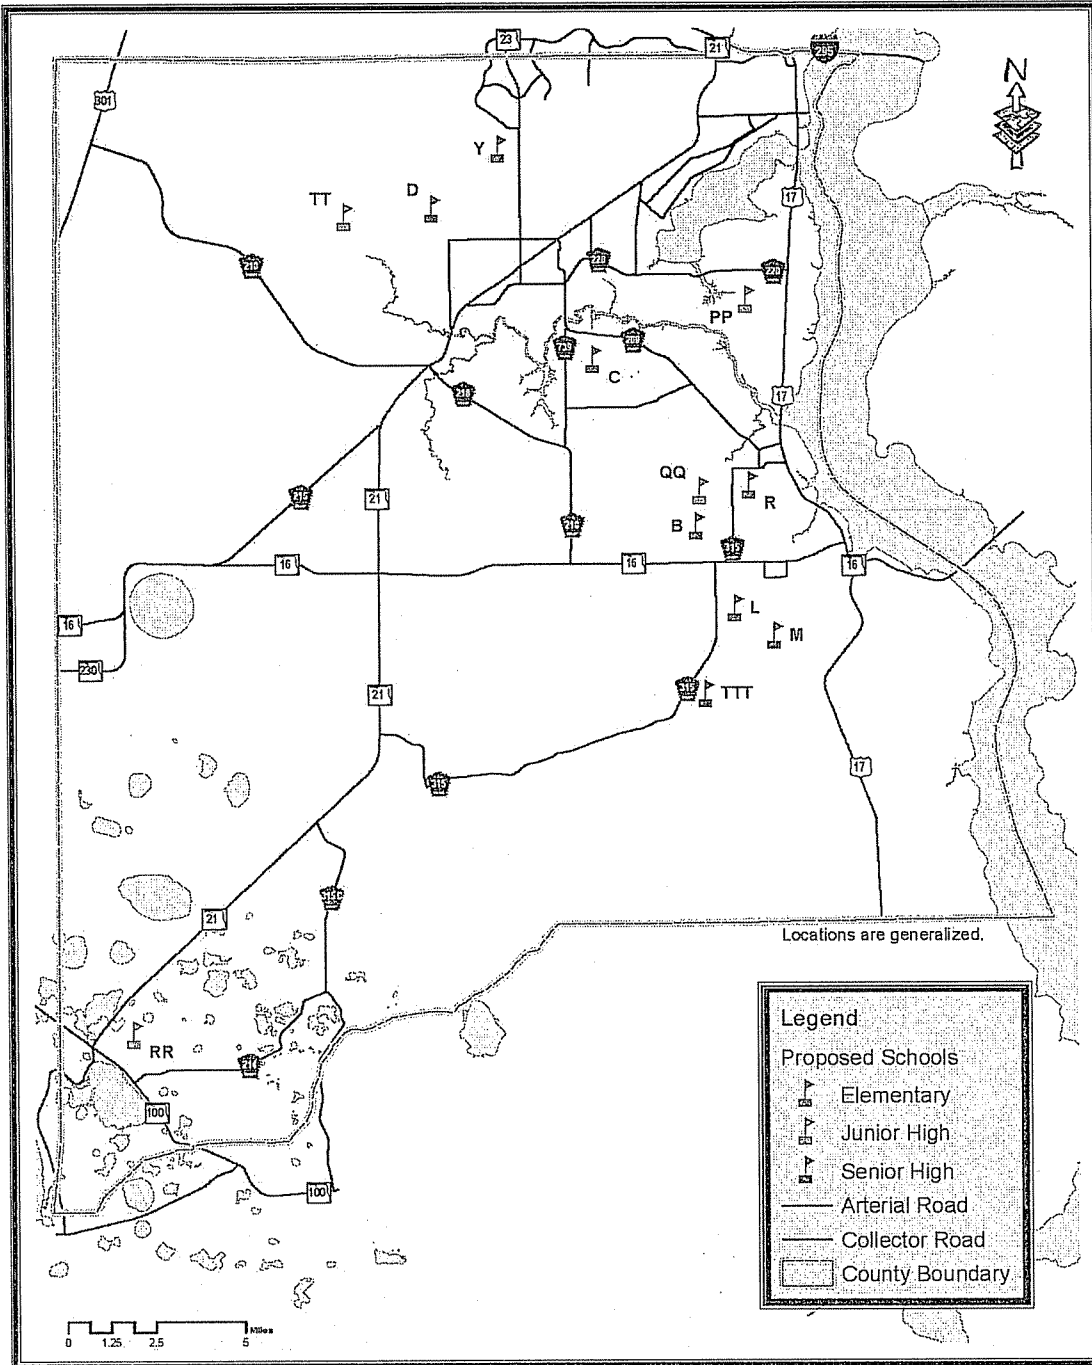 23
21
295
N
301
Y
17
TT
D
220
220
PP
C
17
QQ
R
B
21
16
16
16
16
L
M
230
21
TTT
17
21
Locations are generalized.
RR
100
100
Legend
Proposed Schools
Elementary
Junior High
Senior High
Arterial Road
Collector Road
County Boundary
0 1.25 2.5 5 Miles